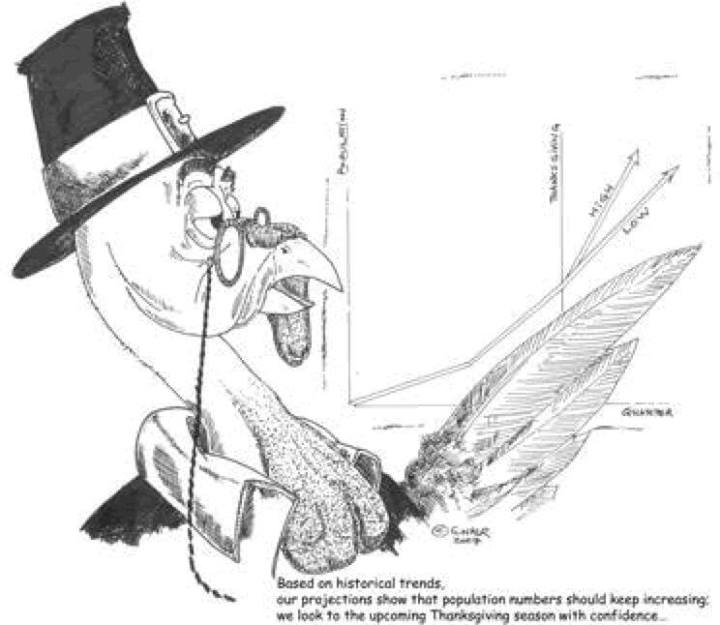 POPULATION
THANKSGIVING
HIGH
LOW
QUARTER
Based on historical trends,
our projections show that population numbers should keep increasing:
we look to the upcoming Thanksgiving season with confidence...